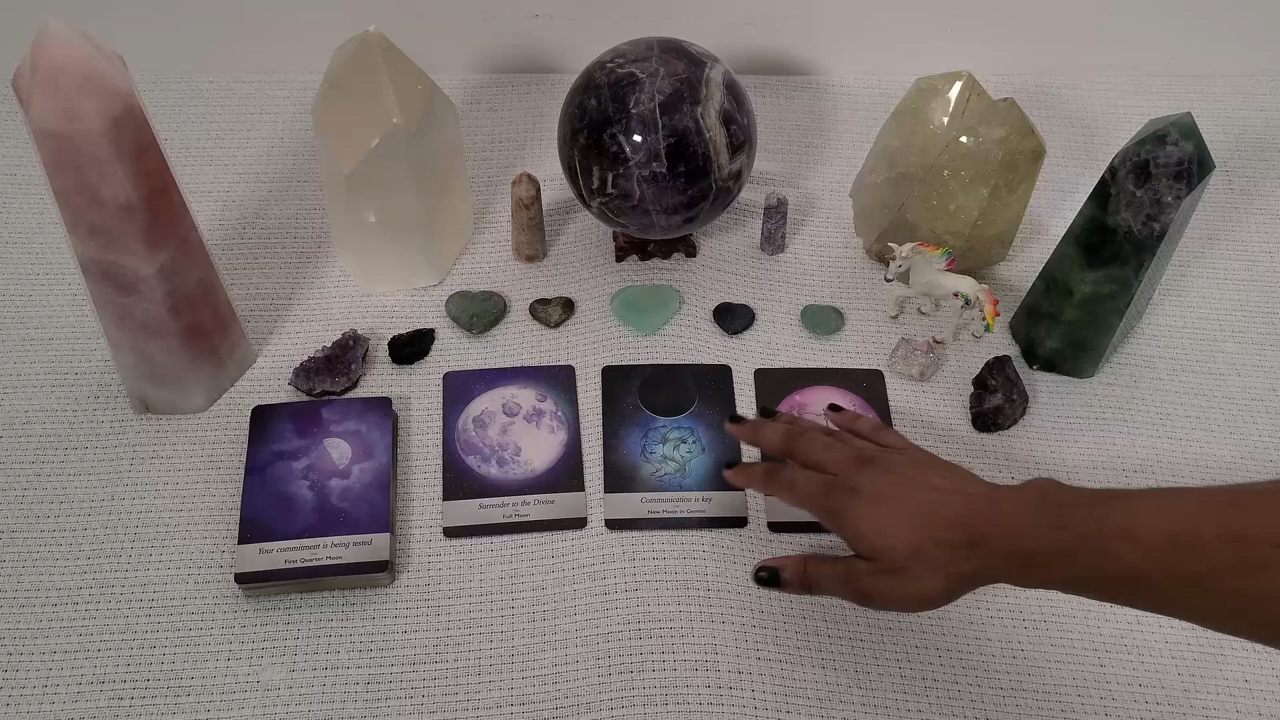 Your commitment is being tested
First Quarter Moon
Surrender to the Divine
Full Moon
Communication is key
New Moon in Gemini